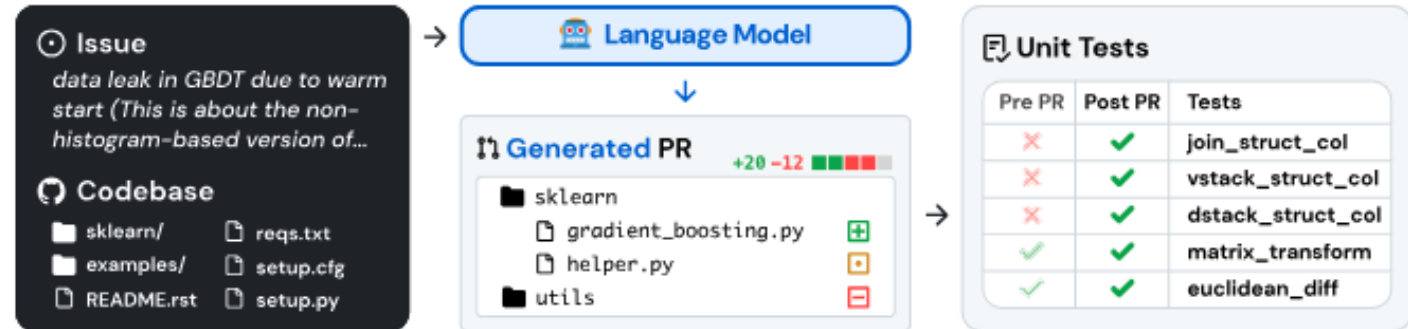 Issue
data leak in GBDT due to warm
start (This is about the non-
histogram-based version of...
Codebase
sklearn/
reqs.txt
examples/
setup.cfg
README.rst
setup.py
Language Model
Generated PR
+20 -12
sklearn
gradient_boosting.py
helper.py
utils
Unit Tests
Pre PR Post PR Tests
join_struct_col
vstack_struct_col
dstack_struct_col
matrix_transform
euclidean_diff